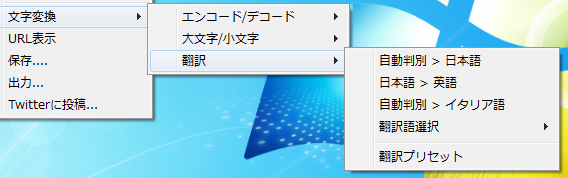 文字変換
URL表示
保存....
出力...
Twitterに投稿...
エンコード/デコード
大文字/小文字
翻訳
自動判別 > 日本語
日本語 > 英語
自動判別 > イタリア語
翻訳語選択
翻訳プリセット